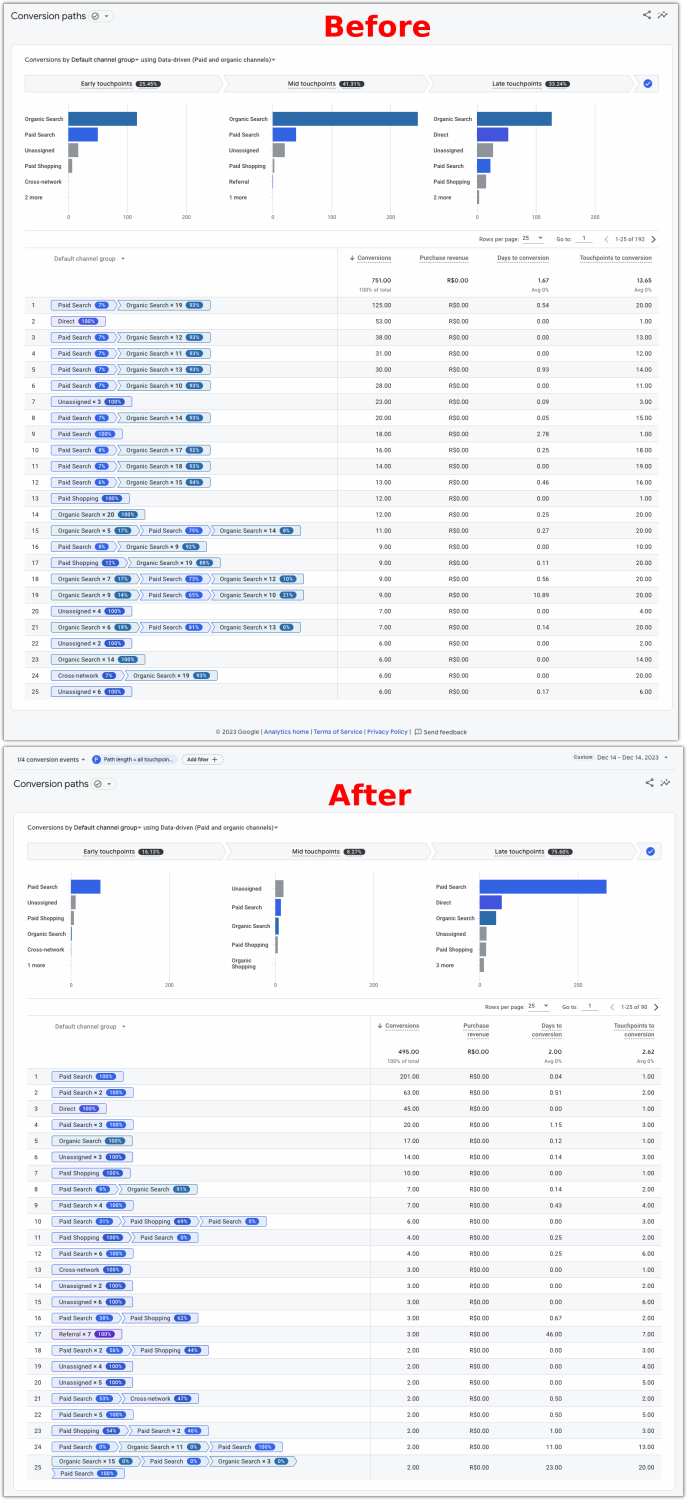 Conversion paths
Before
Conversions by Default channel group using Data-driven (Paid and organic channels)
Early touchpoints 25.45% Mid touchpoints 41.31% Late touchpoints 33.24%
Organic Search Organic Search Organic Search
Paid Search Paid Search Direct
Unassigned Unassigned Unassigned
Paid Shopping Paid Shopping Paid Search
Cross-network Referral Paid Shopping
2 more 1 more 2 more
0 100 200 0 100 200 0 100 200
Rows per page: 25 Go to: 1 1-25 of 192
Default channel group Conversions Purchase revenue Days to conversion Touchpoints to conversion
751.00 R$0.00 1.67 13.65
100% of total Avg 0% Avg 0%
1 Paid Search 7% Organic Search × 19 93% 125.00 R$0.00 0.54 20.00
2 Direct 100% 53.00 R$0.00 0.00 1.00
3 Paid Search 7% Organic Search × 12 93% 38.00 R$0.00 0.00 13.00
4 Paid Search 7% Organic Search × 11 93% 31.00 R$0.00 0.00 12.00
5 Paid Search 7% Organic Search × 13 93% 30.00 R$0.00 0.93 14.00
6 Paid Search 7% Organic Search × 10 93% 28.00 R$0.00 0.00 11.00
7 Unassigned × 3 100% 23.00 R$0.00 0.09 3.00
8 Paid Search 7% Organic Search × 14 93% 20.00 R$0.00 0.05 15.00
9 Paid Search 100% 18.00 R$0.00 2.78 1.00
10 Paid Search 8% Organic Search × 17 92% 16.00 R$0.00 0.25 18.00
11 Paid Search 7% Organic Search × 18 93% 14.00 R$0.00 0.00 19.00
12 Paid Search 6% Organic Search × 15 94% 13.00 R$0.00 0.46 16.00
13 Paid Shopping 100% 12.00 R$0.00 0.00 1.00
14 Organic Search × 20 100% 12.00 R$0.00 0.25 20.00
15 Organic Search × 5 17% Paid Search 75% Organic Search × 14 8% 11.00 R$0.00 0.27 20.00
16 Paid Search 8% Organic Search × 9 92% 9.00 R$0.00 0.00 10.00
17 Paid Shopping 12% Organic Search × 19 88% 9.00 R$0.00 0.11 20.00
18 Organic Search × 7 17% Paid Search 73% Organic Search × 12 10% 9.00 R$0.00 0.56 20.00
19 Organic Search × 9 14% Paid Search 65% Organic Search × 10 21% 9.00 R$0.00 10.89 20.00
20 Unassigned × 4 100% 7.00 R$0.00 0.00 4.00
21 Organic Search × 6 19% Paid Search 81% Organic Search × 13 0% 7.00 R$0.00 0.14 20.00
22 Unassigned × 2 100% 6.00 R$0.00 0.00 2.00
23 Organic Search × 14 100% 6.00 R$0.00 0.00 14.00
24 Cross-network 7% Organic Search × 19 93% 6.00 R$0.00 0.00 20.00
25 Unassigned × 6 100% 6.00 R$0.00 0.17 6.00
© 2023 Google | Analytics home | Terms of Service | Privacy Policy | Send feedback
1/4 conversion events P Path length = all touchpoin... Add filter + Custom Dec 14 - Dec 14, 2023
Conversion paths
After
Conversions by Default channel group using Data-driven (Paid and organic channels)
Early touchpoints 16.13% Mid touchpoints 8.27% Late touchpoints 75.60%
Paid Search Unassigned Paid Search
Unassigned Paid Search Direct
Paid Shopping Organic Search Organic Search
Organic Search Paid Shopping Unassigned
Cross-network Organic Shopping Paid Shopping
1 more 3 more
0 200 0 200 0 200
Rows per page: 25 Go to: 1 1-25 of 90
Default channel group Conversions Purchase revenue Days to conversion Touchpoints to conversion
495.00 R$0.00 2.00 2.62
100% of total Avg 0% Avg 0%
1 Paid Search 100% 201.00 R$0.00 0.04 1.00
2 Paid Search × 2 100% 63.00 R$0.00 0.51 2.00
3 Direct 100% 45.00 R$0.00 0.00 1.00
4 Paid Search × 3 100% 20.00 R$0.00 1.15 3.00
5 Organic Search 100% 17.00 R$0.00 0.12 1.00
6 Unassigned × 3 100% 14.00 R$0.00 0.14 3.00
7 Paid Shopping 100% 10.00 R$0.00 0.00 1.00
8 Paid Search 9% Organic Search 91% 7.00 R$0.00 0.14 2.00
9 Paid Search × 4 100% 7.00 R$0.00 0.43 4.00
10 Paid Search 31% Paid Shopping 69% Paid Search 0% 6.00 R$0.00 0.00 3.00
11 Paid Shopping 100% Paid Search 0% 4.00 R$0.00 0.25 2.00
12 Paid Search × 6 100% 4.00 R$0.00 0.25 6.00
13 Cross-network 100% 3.00 R$0.00 0.00 1.00
14 Unassigned × 2 100% 3.00 R$0.00 0.00 2.00
15 Unassigned × 6 100% 3.00 R$0.00 0.00 6.00
16 Paid Search 38% Paid Shopping 62% 3.00 R$0.00 0.67 2.00
17 Referral × 7 100% 3.00 R$0.00 46.00 7.00
18 Paid Search × 2 56% Paid Shopping 44% 2.00 R$0.00 0.00 3.00
19 Unassigned × 4 100% 2.00 R$0.00 0.00 4.00
20 Unassigned × 5 100% 2.00 R$0.00 0.00 5.00
21 Paid Search 53% Cross-network 47% 2.00 R$0.00 0.50 2.00
22 Paid Search × 5 100% 2.00 R$0.00 0.50 5.00
23 Paid Shopping 54% Paid Search × 2 46% 2.00 R$0.00 1.00 3.00
24 Paid Search 0% Organic Search × 11 0% Paid Search 100% 2.00 R$0.00 11.00 13.00
25 Organic Search × 15 0% Paid Search 0% Organic Search × 3 0% 2.00 R$0.00 23.00 20.00
Paid Search 100%